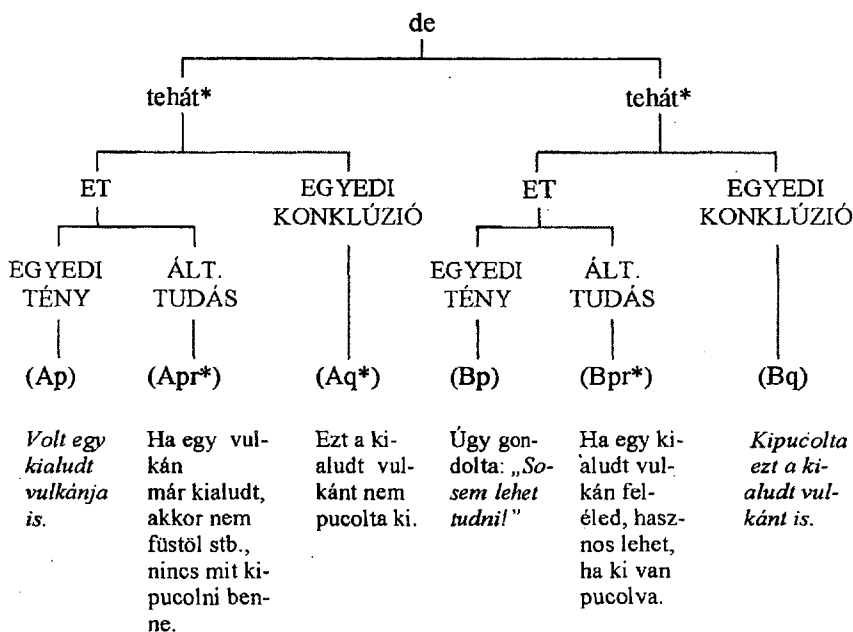 de
tehát* tehát*
ET EGYEDI KONKLÚZIÓ ET EGYEDI KONKLÚZIÓ
EGYEDI TÉNY ÁLT. TUDÁS EGYEDI TÉNY ÁLT. TUDÁS
(Ap) (Apr*) (Aq*) (Bp) (Bpr*) (Bq)
Volt egy
kialudt
vulkánja
is.
Ha egy vul-
kán
már kialudt,
akkor nem
füstöl stb.,
nincs mit ki-
pucolni ben-
ne.
Ezt a ki-
aludt vul-
kánt nem
pucolta ki.
Úgy gon-
dolta: „So-
sem lehet
tudni!”
Ha egy ki-
aludt vul-
kán fel-
éled, hasz-
nos lehet,
ha ki van
pucolva.
Kipucolta
ezt a ki-
aludt vul-
kánt is.